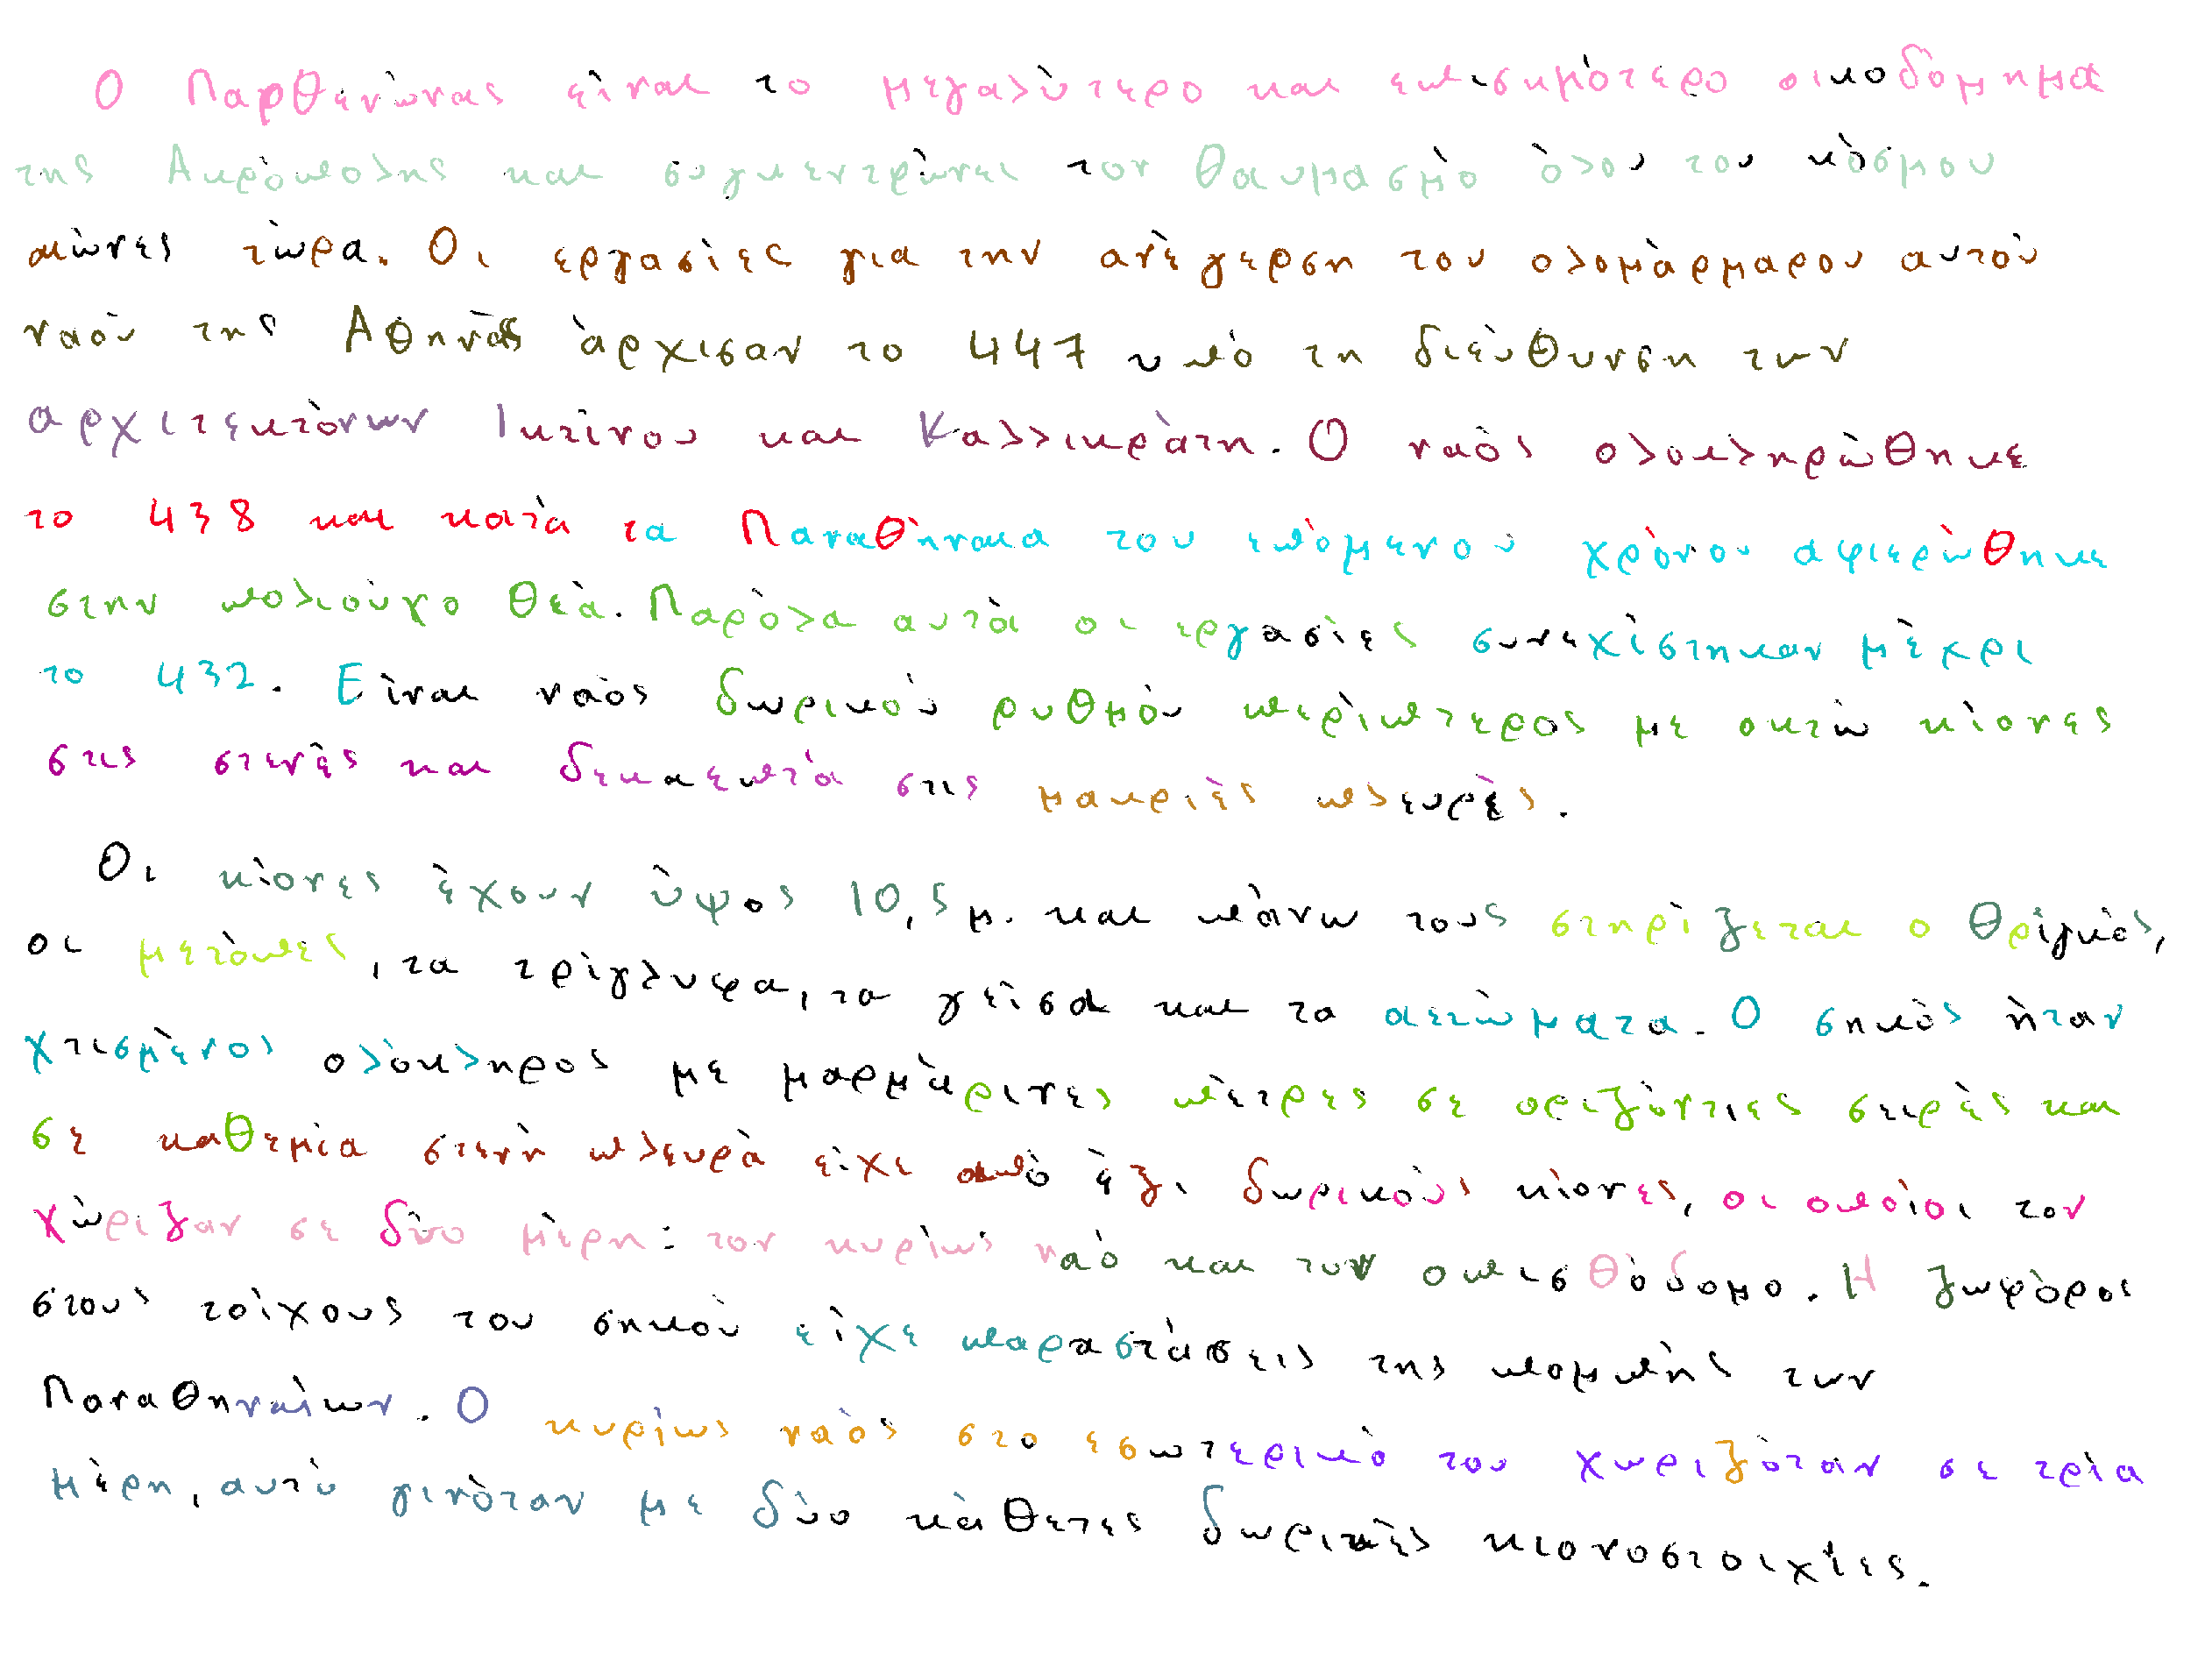 Ο Παρθενώνας είναι το μεγαλύτερο και επισημότερο οικοδόμημα
της Ακρόπολης και συγκεντρώνει τον θαυμασμό όλου του κόσμου
αιώνες τώρα. Οι εργασίες για την ανέγερση του ολομάρμαρου αυτού
ναού της Αθηνάς άρχισαν το 447 υπό τη διεύθυνση των
αρχιτεκτόνων Ικτίνου και Καλλικράτη. Ο ναός ολοκληρώθηκε
το 438 και κατά τα Παναθήναια του επόμενου χρόνου αφιερώθηκε
στην πολιούχο θεά. Παρόλα αυτά οι εργασίες συνεχίστηκαν μέχρι
το 432. Είναι ναός δωρικού ρυθμού περίπτερος με οκτώ κίονες
στις στενές και δεκαεπτά στις μακριές πλευρές.
Οι κίονες έχουν ύψος 10,5 μ. και πάνω τους στηρίζεται ο θριγκός,
οι μετόπες, τα τρίγλυφα, τα γείσα και τα αετώματα. Ο σηκός ήταν
χτισμένος ολόκληρος με μαρμάρινες πέτρες σε οριζόντιες σειρές και
σε καθεμία στενή πλευρά είχε από έξι δωρικούς κίονες, οι οποίοι τον
χώριζαν σε δύο μέρη: τον κυρίως ναό και τον οπισθόδομο. Η ζωφόρος
στους τοίχους του σηκού είχε παραστάσεις της πομπής των
Παναθηναίων. Ο κυρίως ναός στο εσωτερικό του χωριζόταν σε τρία
μέρη, αυτό γινόταν με δύο κάθετες δωρικές κιονοστοιχίες.